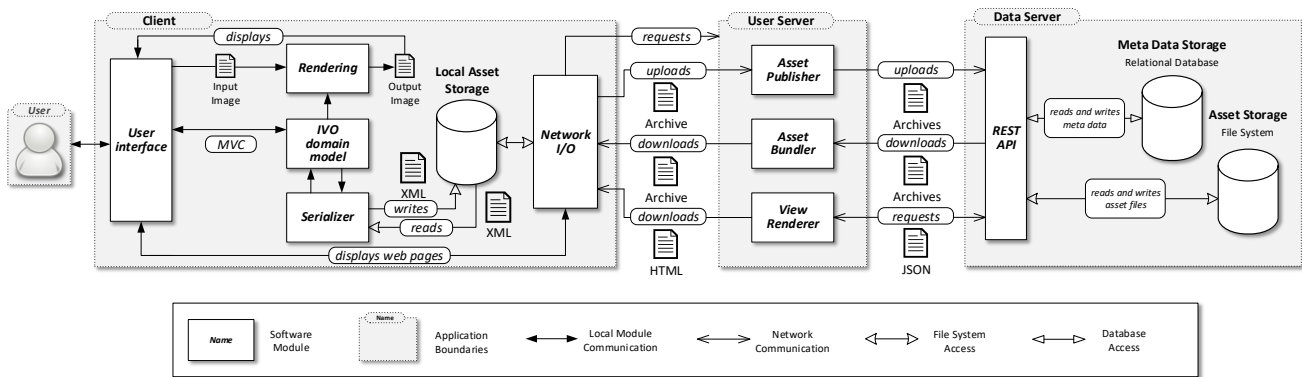 Client
User Server
Data Server
displays
requests
Input
Image
Rendering
Output
Image
Local Asset
Storage
uploads
Archive
Asset
Publisher
uploads
Archives
Meta Data Storage
Relational Database
User
User
interface
MVC
IVO
domain
model
Network
I/O
downloads
Archive
Asset
Bundler
downloads
Archives
REST
API
reads and writes
meta data
Asset Storage
File System
XML
Serializer
writes
reads
XML
downloads
HTML
View
Renderer
requests
JSON
reads and writes
asset files
displays web pages
Name
Software
Module
Name
Application
Boundaries
Local Module
Communication
Network
Communication
File System
Access
Database
Access